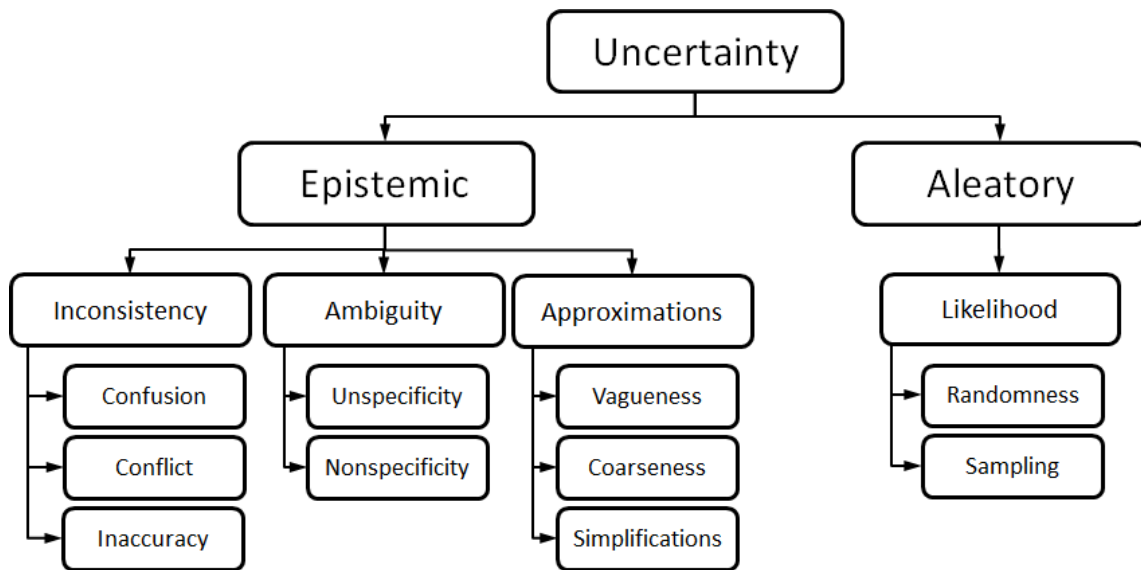 Uncertainty
Epistemic
Aleatory
Inconsistency
Ambiguity
Approximations
Likelihood
Confusion
Unspecificity
Vagueness
Randomness
Conflict
Nonspecificity
Coarseness
Sampling
Inaccuracy
Simplifications